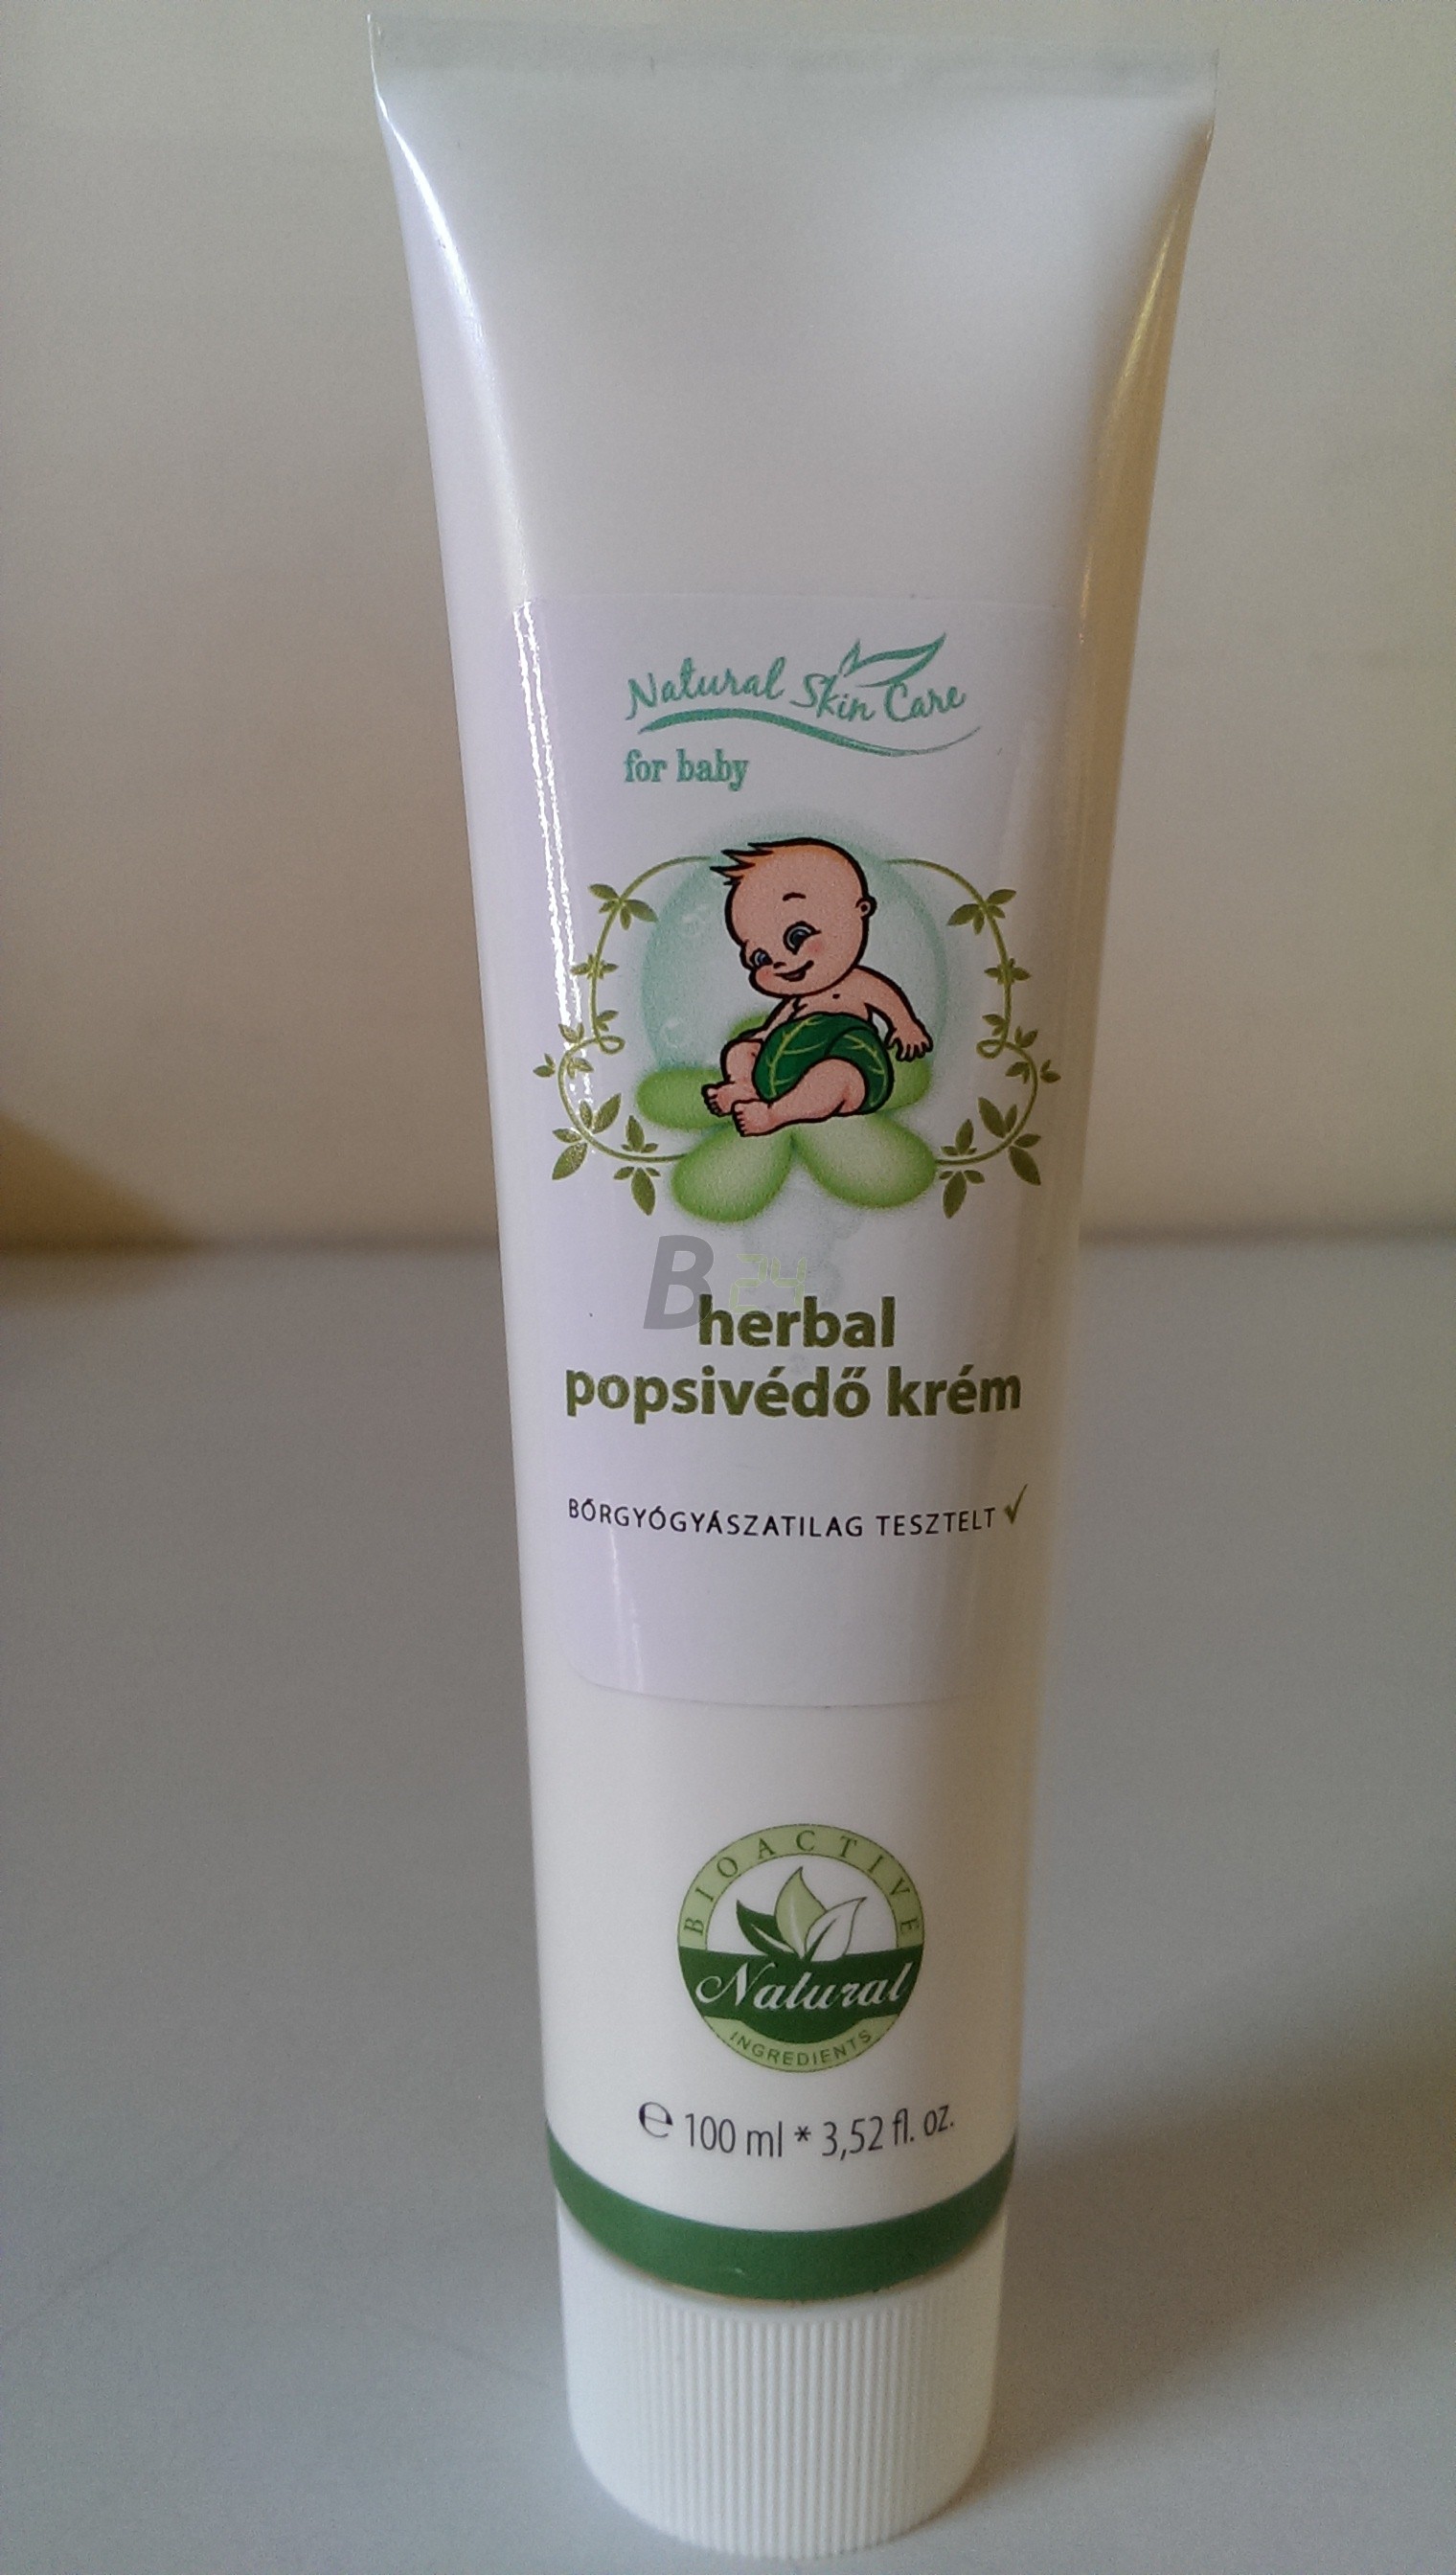 Natural Skin Care
for baby
B 24
herbal
popsivédő krém
BŐRGYÓGYÁSZATILAG TESZTELT ✓
BIOACTIVE
Natural
INGREDIENTS
℮ 100 ml * 3,52 fl. oz.